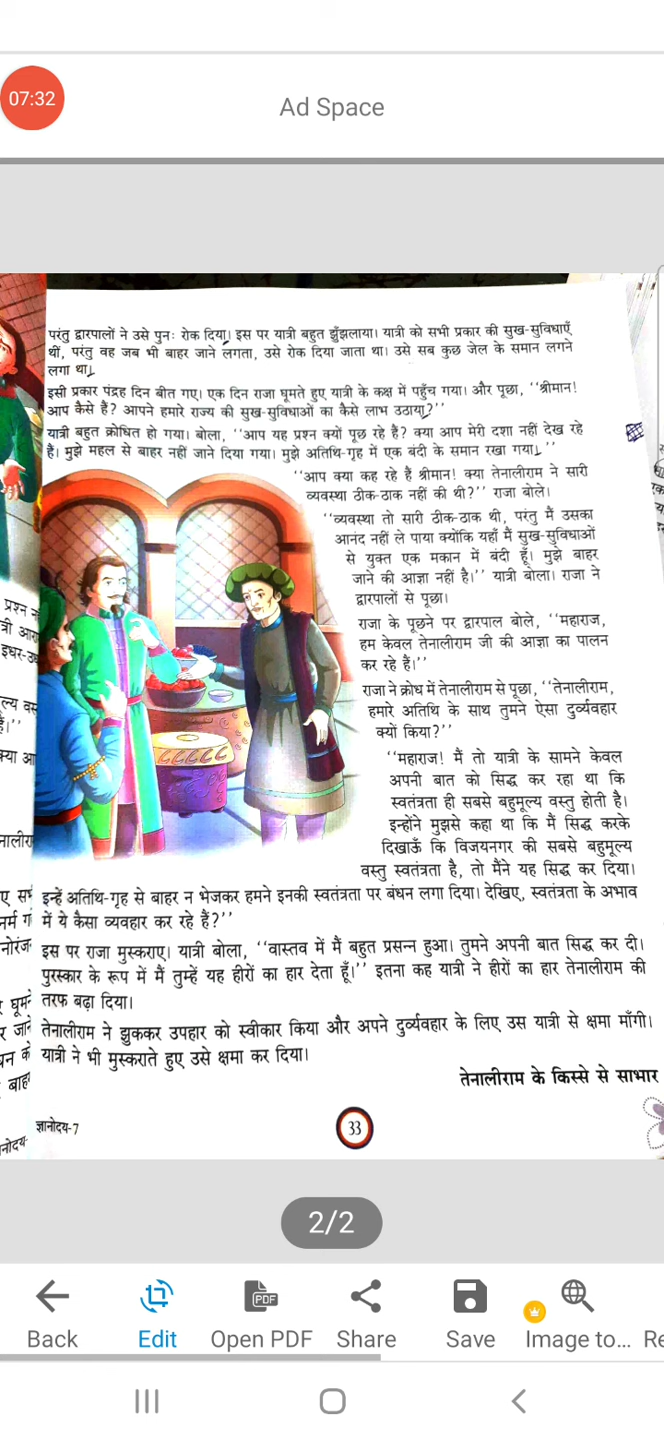 07:32
Ad Space
परंतु द्वारपालों ने उसे पुनः रोक दिया। इस पर यात्री बहुत झुँझलाया। यात्री को सभी प्रकार की सुख-सुविधाएँ
थीं, परंतु वह जब भी बाहर जाने लगता, उसे रोक दिया जाता था। उसे सब कुछ जेल के समान लगने
लगा था।
इसी प्रकार पंद्रह दिन बीत गए। एक दिन राजा घूमते हुए यात्री के कक्ष में पहुँच गया। और पूछा, ‘‘श्रीमान!
आप कैसे हैं? आपने हमारे राज्य की सुख-सुविधाओं का कैसे लाभ उठाया?’’
यात्री बहुत क्रोधित हो गया। बोला, ‘‘आप यह प्रश्न क्यों पूछ रहे हैं? क्या आप मेरी दशा नहीं देख रहे
हैं। मुझे महल से बाहर नहीं जाने दिया गया। मुझे अतिथि-गृह में एक बंदी के समान रखा गया।’’
‘‘आप क्या कह रहे हैं श्रीमान! क्या तेनालीराम ने सारी
व्यवस्था ठीक-ठाक नहीं की थी?’’ राजा बोले।
‘‘व्यवस्था तो सारी ठीक-ठाक थी, परंतु मैं उसका
आनंद नहीं ले पाया क्योंकि यहाँ मैं सुख-सुविधाओं
से युक्त एक मकान में बंदी हूँ। मुझे बाहर
जाने की आज्ञा नहीं है।’’ यात्री बोला। राजा ने
द्वारपालों से पूछा।
राजा के पूछने पर द्वारपाल बोले, ‘‘महाराज,
हम केवल तेनालीराम जी की आज्ञा का पालन
कर रहे हैं।’’
राजा ने क्रोध में तेनालीराम से पूछा, ‘‘तेनालीराम,
हमारे अतिथि के साथ तुमने ऐसा दुर्व्यवहार
क्यों किया?’’
‘‘महाराज! मैं तो यात्री के सामने केवल
अपनी बात को सिद्ध कर रहा था कि
स्वतंत्रता ही सबसे बहुमूल्य वस्तु होती है।
इन्होंने मुझसे कहा था कि मैं सिद्ध करके
दिखाऊँ कि विजयनगर की सबसे बहुमूल्य
वस्तु स्वतंत्रता है, तो मैंने यह सिद्ध कर दिया।
इन्हें अतिथि-गृह से बाहर न भेजकर हमने इनकी स्वतंत्रता पर बंधन लगा दिया। देखिए, स्वतंत्रता के अभाव
में ये कैसा व्यवहार कर रहे हैं?’’
इस पर राजा मुस्कराए। यात्री बोला, ‘‘वास्तव में मैं बहुत प्रसन्न हुआ। तुमने अपनी बात सिद्ध कर दी।
पुरस्कार के रूप में मैं तुम्हें यह हीरों का हार देता हूँ।’’ इतना कह यात्री ने हीरों का हार तेनालीराम की
तरफ बढ़ा दिया।
तेनालीराम ने झुककर उपहार को स्वीकार किया और अपने दुर्व्यवहार के लिए उस यात्री से क्षमा माँगी।
यात्री ने भी मुस्कराते हुए उसे क्षमा कर दिया।
तेनालीराम के किस्से से साभार
ज्ञानोदय-7
33
2/2
Back
Edit
Open PDF
Share
Save
Image to...